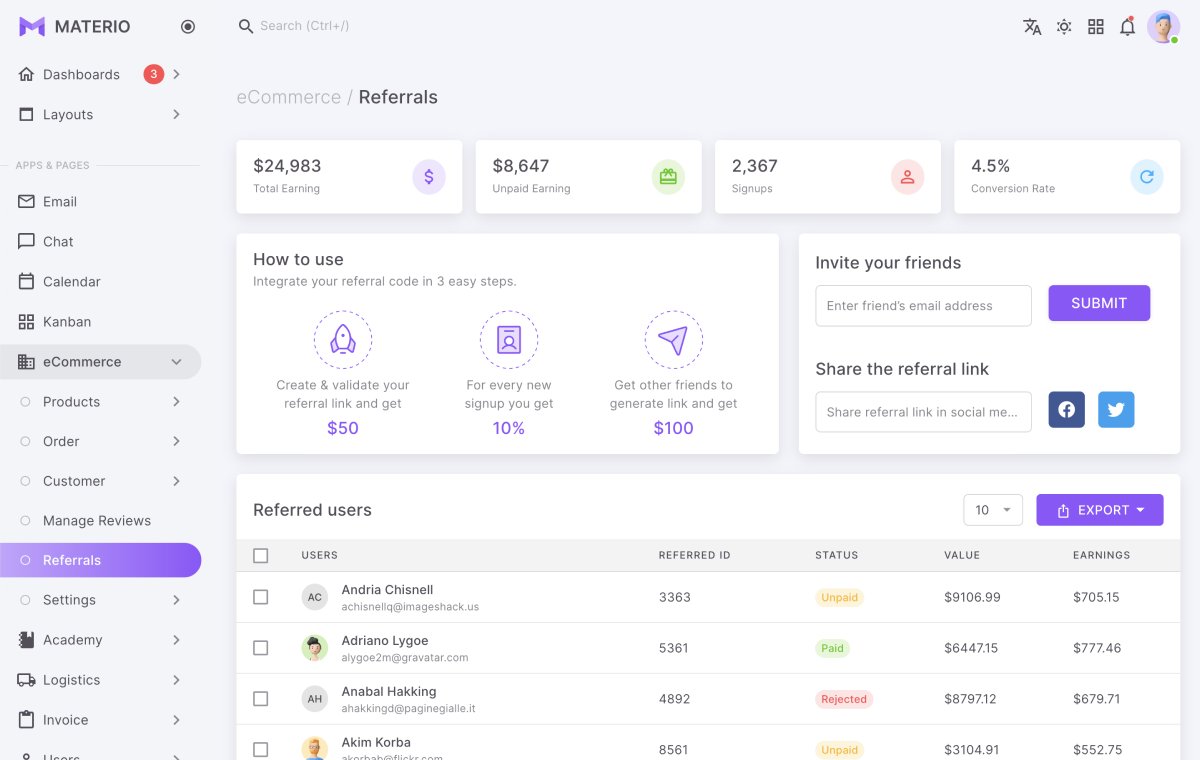 MATERIO
Search (Ctrl+/)
Dashboards 3
Layouts
APPS & PAGES
Email
Chat
Calendar
Kanban
eCommerce
Products
Order
Customer
Manage Reviews
Referrals
Settings
Academy
Logistics
Invoice
Users
eCommerce / Referrals
$24,983
Total Earning
$8,647
Unpaid Earning
2,367
Signups
4.5%
Conversion Rate
How to use
Integrate your referral code in 3 easy steps.
Create & validate your
referral link and get
$50
For every new
signup you get
10%
Get other friends to
generate link and get
$100
Invite your friends
Enter friend’s email address
SUBMIT
Share the referral link
Share referral link in social me...
Referred users
10
EXPORT
USERS REFERRED ID STATUS VALUE EARNINGS
AC
Andria Chisnell
achisnellq@imageshack.us
3363 Unpaid $9106.99 $705.15
Adriano Lygoe
alygoe2m@gravatar.com
5361 Paid $6447.15 $777.46
AH
Anabal Hakking
ahakkingd@paginegialle.it
4892 Rejected $8797.12 $679.71
Akim Korba
akorbah@flickr.com
8561 Unpaid $3104.91 $552.75